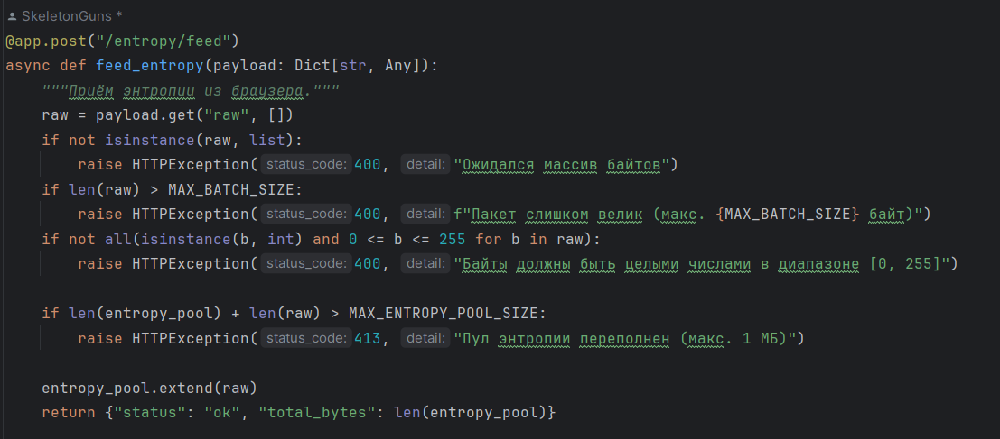 SkeletonGuns *
@app.post("/entropy/feed")
async def feed_entropy(payload: Dict[str, Any]):
    """Приём энтропии из браузера."""
    raw = payload.get("raw", [])
    if not isinstance(raw, list):
        raise HTTPException(status_code: 400, detail: "Ожидался массив байтов")
    if len(raw) > MAX_BATCH_SIZE:
        raise HTTPException(status_code: 400, detail: f"Пакет слишком велик (макс. {MAX_BATCH_SIZE} байт)")
    if not all(isinstance(b, int) and 0 <= b <= 255 for b in raw):
        raise HTTPException(status_code: 400, detail: "Байты должны быть целыми числами в диапазоне [0, 255]")

    if len(entropy_pool) + len(raw) > MAX_ENTROPY_POOL_SIZE:
        raise HTTPException(status_code: 413, detail: "Пул энтропии переполнен (макс. 1 МБ)")

    entropy_pool.extend(raw)
    return {"status": "ok", "total_bytes": len(entropy_pool)}